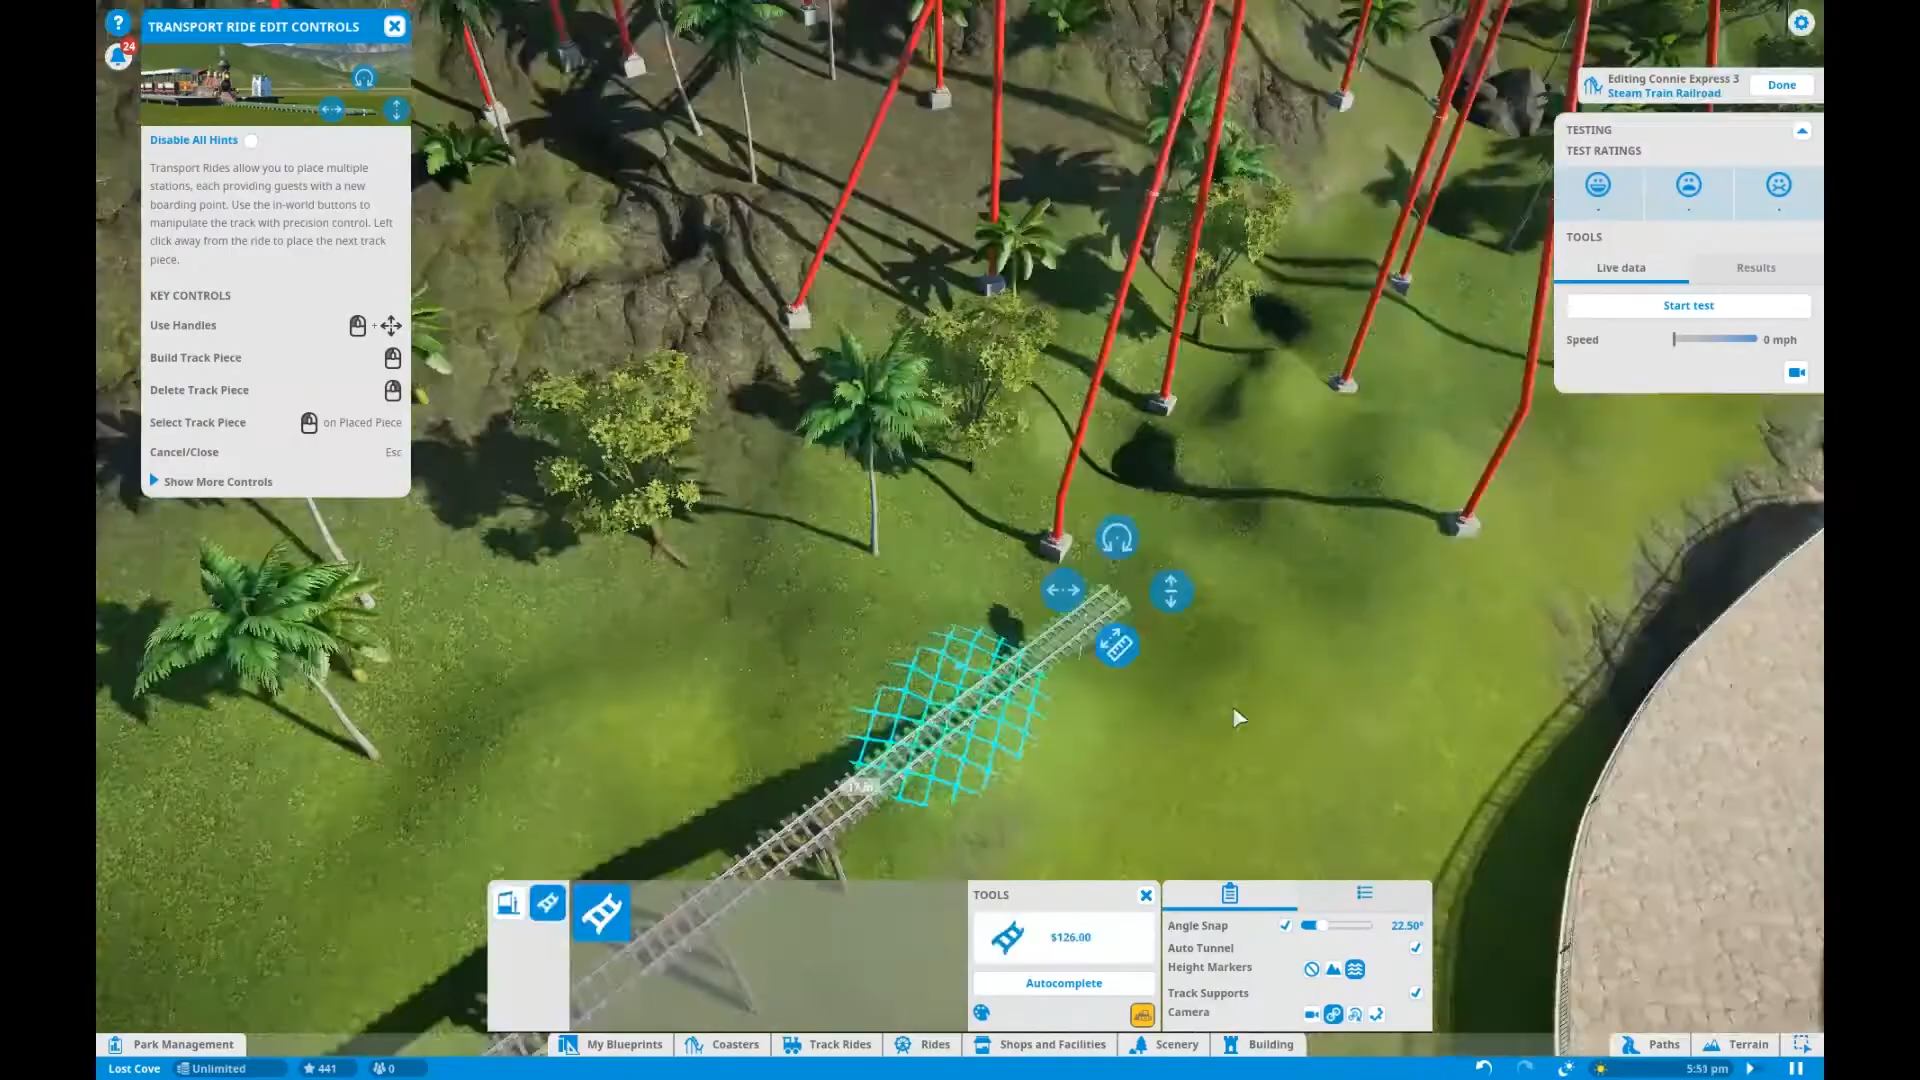 ?
24
TRANSPORT RIDE EDIT CONTROLS
Disable All Hints
Transport Rides allow you to place multiple
stations, each providing guests with a new
boarding point. Use the in-world buttons to
manipulate the track with precision control. Left
click away from the ride to place the next track
piece.
KEY CONTROLS
Use Handles +
Build Track Piece
Delete Track Piece
Select Track Piece on Placed Piece
Cancel/Close Esc
Show More Controls
Editing Connie Express 3
Steam Train Railroad
Done
TESTING
TEST RATINGS
- - -
TOOLS
Live data Results
Start test
Speed 0 mph
TOOLS
$126.00
Autocomplete
Angle Snap 22.50°
Auto Tunnel
Height Markers
Track Supports
Camera
Park Management My Blueprints Coasters Track Rides Rides Shops and Facilities Scenery Building Paths Terrain
Lost Cove Unlimited 441 0 5:51 pm